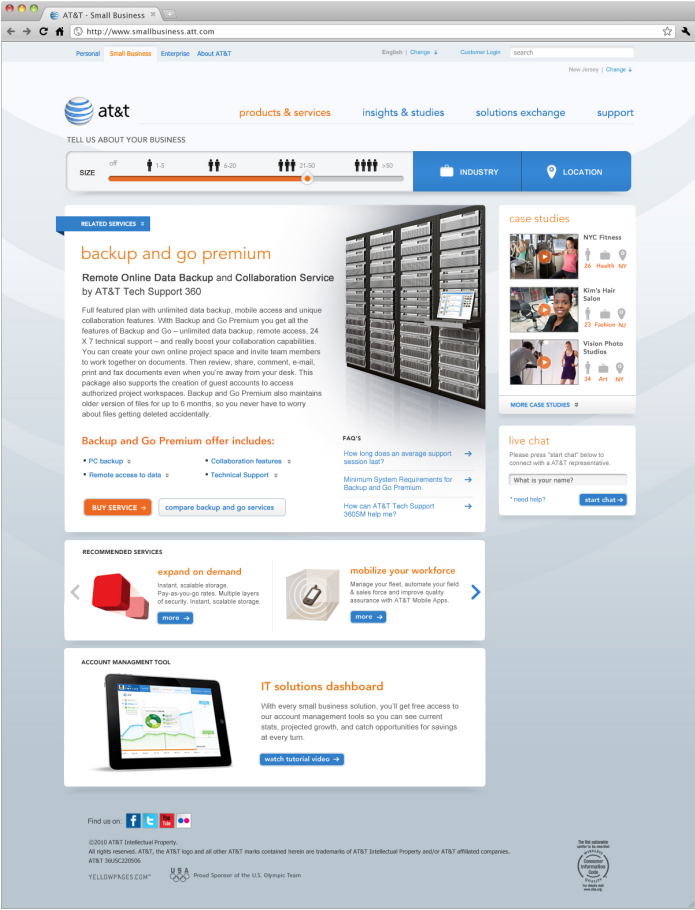 AT&T - Small Business
http://www.smallbusiness.att.com
Personal Small Business Enterprise About AT&T
English | Change
Customer Login
search
New Jersey | Change
at&t
products & services
insights & studies
solutions exchange
support
TELL US ABOUT YOUR BUSINESS
SIZE
off
1-5
6-20
21-50
>50
INDUSTRY
LOCATION
RELATED SERVICES
backup and go premium
Remote Online Data Backup and Collaboration Service
by AT&T Tech Support 360
Full featured plan with unlimited data backup, mobile access and unique
collaboration features. With Backup and Go Premium you get all the
features of Backup and Go – unlimited data backup, remote access, 24
X 7 technical support – and really boost your collaboration capabilities.
You can create your own online project space and invite team members
to work together on documents. Then review, share, comment, e-mail,
print and fax documents even when you're away from your desk. This
package also supports the creation of guest accounts to access
authorized project workspaces. Backup and Go Premium also maintains
older version of files for up to 6 months, so you never have to worry
about files getting deleted accidentally.
Backup and Go Premium offer includes:
• PC backup
• Collaboration features
• Remote access to data
• Technical Support
BUY SERVICE
compare backup and go services
FAQ'S
How long does an average support
session last?
Minimum System Requirements for
Backup and Go Premium.
How can AT&T Tech Support
360SM help me?
case studies
NYC Fitness
26 Health NY
Kim's Hair
Salon
23 Fashion NJ
Vision Photo
Studios
34 Art NY
MORE CASE STUDIES
live chat
Please press "start chat" below to
connect with a AT&T representative.
What is your name?
* need help?
start chat
RECOMMENDED SERVICES
expand on demand
Instant, scalable storage.
Pay-as-you-go rates. Multiple layers
of security. Instant, scalable storage.
more
mobilize your workforce
Manage your fleet, automate your field
& sales force and improve quality
assurance with AT&T Mobile Apps.
more
ACCOUNT MANAGMENT TOOL
IT solutions dashboard
With every small business solution, you'll get free access to
our account management tools so you can see current
stats, projected growth, and catch opportunities for savings
at every turn.
watch tutorial video
Find us on:
You
Tube
©2010 AT&T Intellectual Property.
All rights reserved. AT&T, the AT&T logo and all other AT&T marks contained herein are trademarks of AT&T Intellectual Property and/or AT&T affiliated companies.
AT&T 36USC220506
YELLOWPAGES.COM
USA
Proud Sponsor of the U.S. Olympic Team
The first nationwide
Consumer
Information
Code